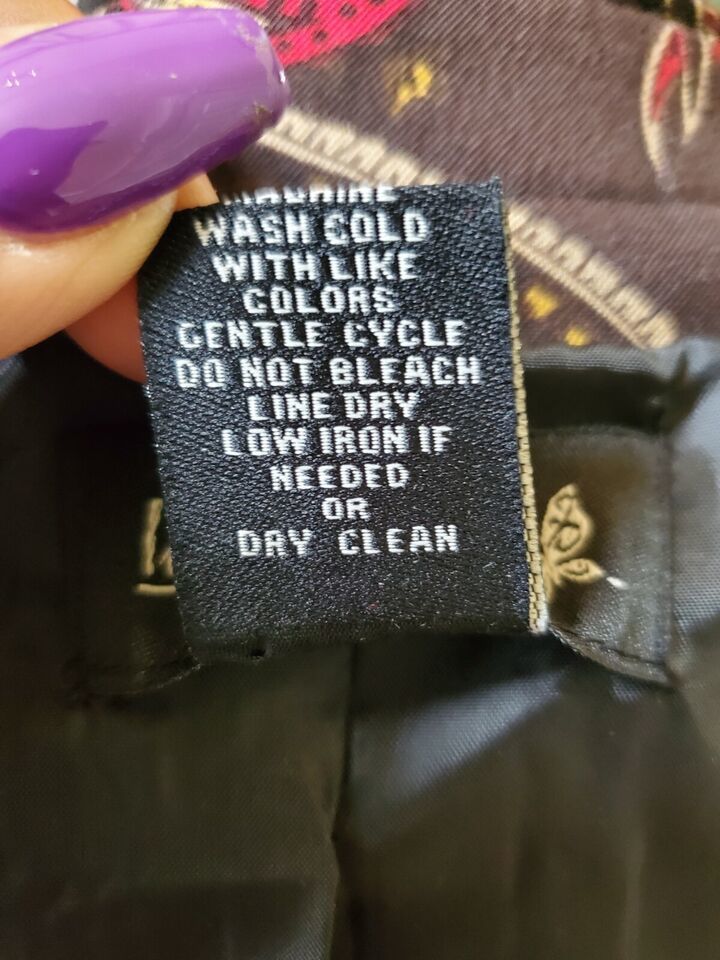 MACHINE
WASH COLD
WITH LIKE
COLORS
GENTLE CYCLE
DO NOT BLEACH
LINE DRY
LOW IRON IF
NEEDED
OR
DRY CLEAN